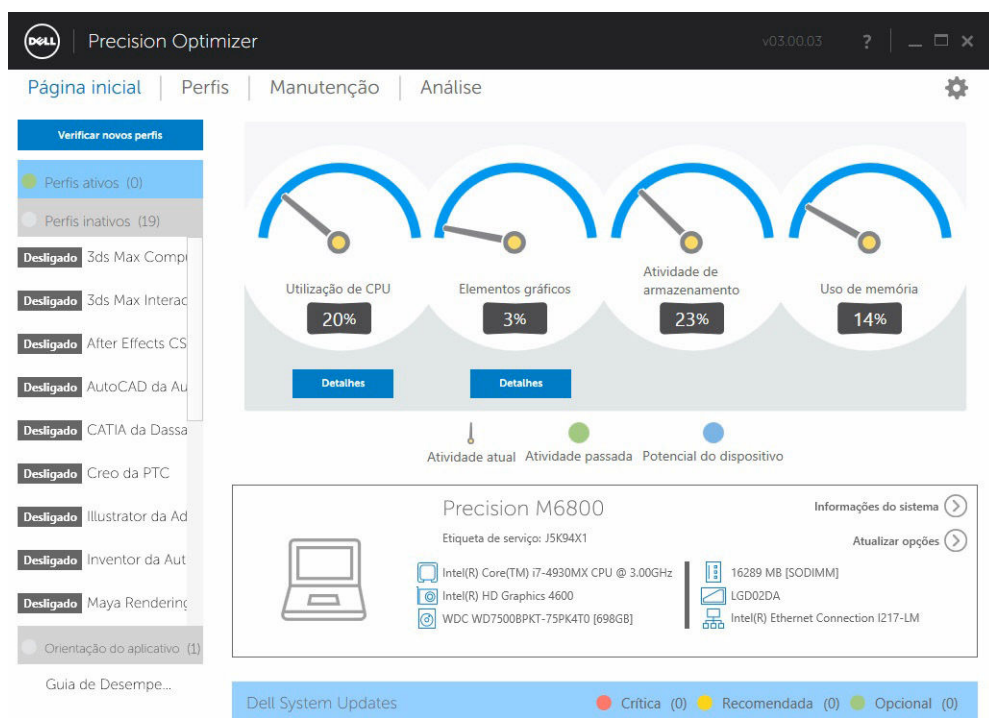 DELL Precision Optimizer v03.00.03 ?
Página inicial Perfis Manutenção Análise
Verificar novos perfis
Perfis ativos (0)
Perfis inativos (19)
Desligado 3ds Max Compu
Desligado 3ds Max Interac
Desligado After Effects CS
Desligado AutoCAD da Au
Desligado CATIA da Dassa
Desligado Creo da PTC
Desligado Illustrator da Ad
Desligado Inventor da Aut
Desligado Maya Rendering
Orientação do aplicativo (1)
Guia de Desempe...
Utilização de CPU
20%
Detalhes
Elementos gráficos
3%
Detalhes
Atividade de
armazenamento
23%
Uso de memória
14%
Atividade atual Atividade passada Potencial do dispositivo
Precision M6800
Etiqueta de serviço: J5K94X1
Informações do sistema
Atualizar opções
Intel(R) Core(TM) i7-4930MX CPU @ 3.00GHz
Intel(R) HD Graphics 4600
WDC WD7500BPKT-75PK4T0 [698GB]
16289 MB [SODIMM]
LGD02DA
Intel(R) Ethernet Connection I217-LM
Dell System Updates Crítica (0) Recomendada (0) Opcional (0)